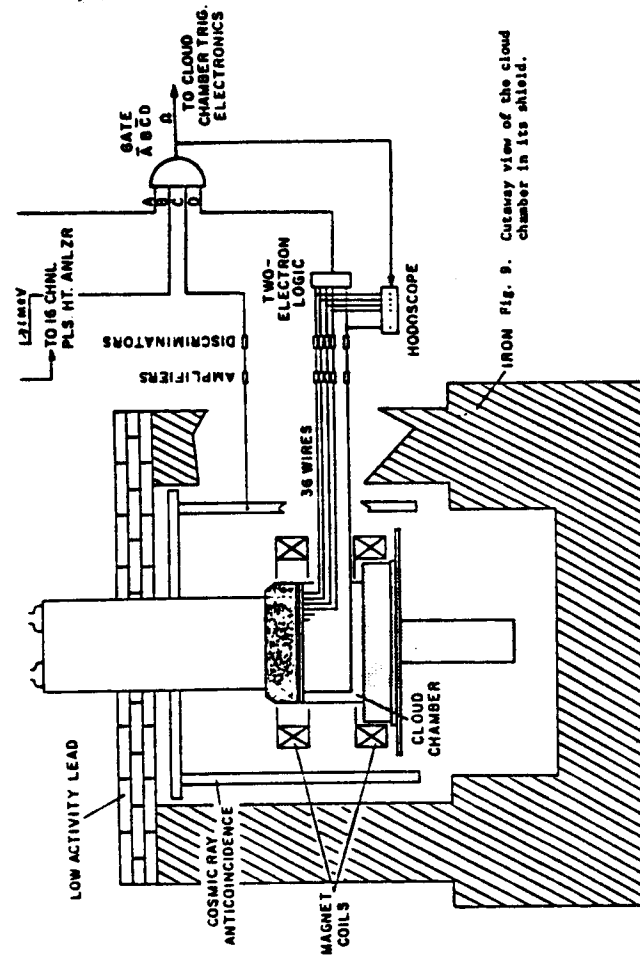 LOW ACTIVITY LEAD
COSMIC RAY
ANTICOINCIDENCE
MAGNET
COILS
CLOUD
CHAMBER
36 WIRES
AMPLIFIERS
DISCRIMINATORS
TO 16 CHNL
PLS. HT. ANLZR
TWO-
ELECTRON
LOGIC
HODOSCOPE
A
B
C
D
GATE
A̅ B C̅ D
Ω
TO CLOUD
CHAMBER TRIG.
ELECTRONICS
IRON
Fig. 9. Cutaway view of the cloud
chamber in its shield.